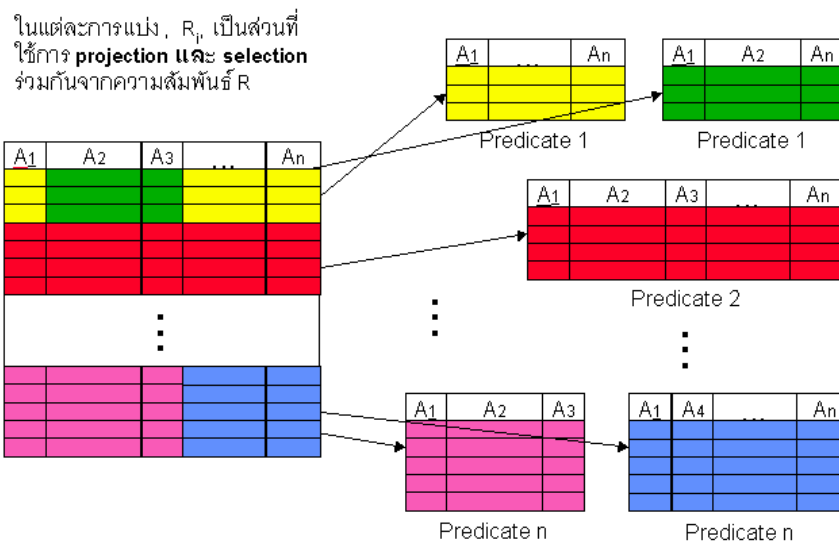 ในแต่ละการแบ่ง, Ri, เป็นส่วนที่
ใช้การ projection และ selection
ร่วมกันจากความสัมพันธ์ R
A1 ... An
Predicate 1
A1 A2 An
Predicate 1
A1 A2 A3 ... An
A1 A2 A3 ... An
Predicate 2
A1 A2 A3
Predicate n
A1 A4 ... An
Predicate n